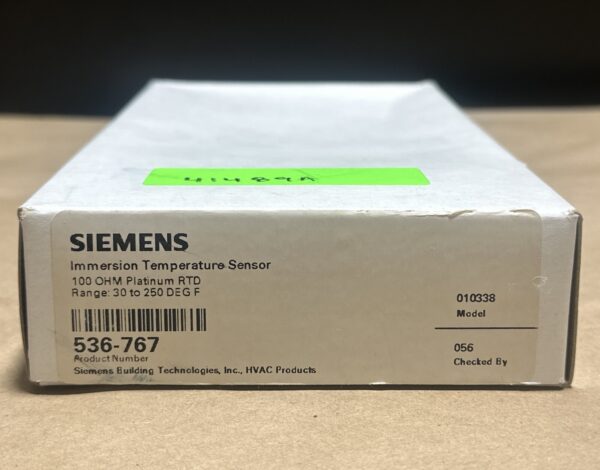 SIEMENS
Immersion Temperature Sensor
100 OHM Platinum RTD
Range: 30 to 250 DEG F
536-767
Product Number
Siemens Building Technologies, Inc., HVAC Products
010338
Model
056
Checked By